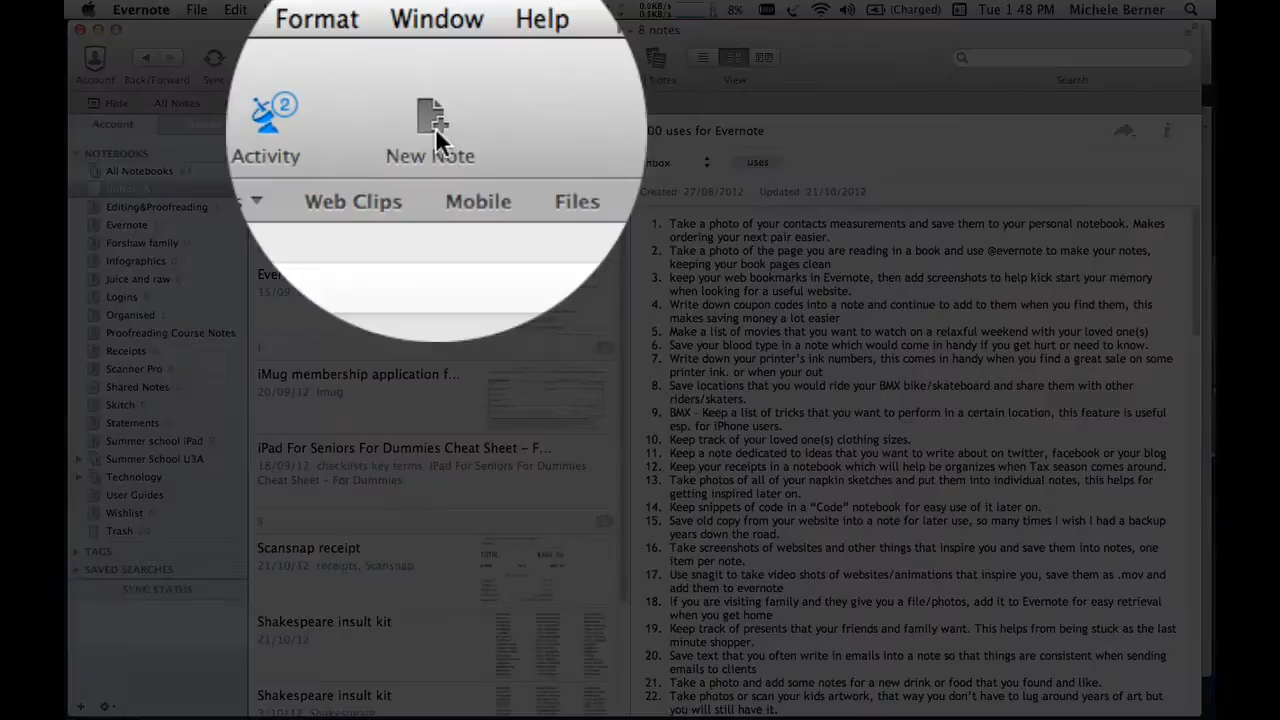 Evernote File Edit Format Window Help 0.0KB/s 0.0KB/s 8% (Charged) Tue 1 1:48 PM Michele Berner
- 8 notes
Account Back/Forward Sync Activity 2 New Note Notes View Search
Hide All Notes Web Clips Mobile Files
Account
NOTEBOOKS
All Notebooks
Editing&Proofreading
Evernote
Forshaw family 0
Infographics 0
Juice and raw
Logins
Organised
Proofreading Course Notes
Receipts
Scanner Pro
Shared Notes
Skitch
Statements
Summer school iPad
Summer School U3A
Technology
User Guides
Wishlist
Trash
TAGS
SAVED SEARCHES
SYNC STATUS
15/09
1
iMug membership application f...
20/09/12 Imug
iPad For Seniors For Dummies Cheat Sheet – F...
18/09/12 checklists key terms, iPad For Seniors For Dummies
Cheat Sheet – For Dummies
5
Scansnap receipt
21/10/12 receipts, Scansnap
TOTAL
Shakespeare insult kit
21/10/12
Shakespeare insult kit
3/10/12 Shakespeare
00 uses for Evernote
nbox uses
Created: 27/08/2012 Updated: 21/10/2012
1. Take a photo of your contacts measurements and save them to your personal notebook. Makes
ordering your next pair easier.
2. Take a photo of the page you are reading in a book and use @evernote to make your notes,
keeping your book pages clean
3. keep your web bookmarks in Evernote, then add screenshots to help kick start your memory
when looking for a useful website.
4. Write down coupon codes into a note and continue to add to them when you find them, this
makes saving money a lot easier
5. Make a list of movies that you want to watch on a relaxful weekend with your loved one(s)
6. Save your blood type in a note which would come in handy if you get hurt or need to know.
7. Write down your printer's ink numbers, this comes in handy when you find a great sale on some
printer ink. or when your out
8. Save locations that you would ride your BMX bike/skateboard and share them with other
riders/skaters.
9. BMX – Keep a list of tricks that you want to perform in a certain location, this feature is useful
esp. for iPhone users.
10. Keep track of your loved one(s) clothing sizes.
11. Keep a note dedicated to ideas that you want to write about on twitter, facebook or your blog
12. Keep your receipts in a notebook which will help be organizes when Tax season comes around.
13. Take photos of all of your napkin sketches and put them into individual notes, this helps for
getting inspired later on.
14. Keep snippets of code in a “Code” notebook for easy use of it later on.
15. Save old copy from your website into a note for later use, so many times I wish I had a backup
years down the road.
16. Take screenshots of websites and other things that inspire you and save them into notes, one
item per note.
17. Use snagit to take video shots of websites/animations that inspire you, save them as .mov and
add them to evernote
18. If you are visiting family and they give you a file/photos, add it to Evernote for easy retrieval
when you get home
19. Keep track of presents that your friends and family want. This helps from being stuck as the last
minute shopper.
20. Save text that you often write in emails into a note so that things are consistent when sending
emails to clients
21. Take a photo and add some notes for a new drink or food that you found and like.
22. Take photos or scan your kids artwork, that way you don't have to lug around years of art but
you will still have it.